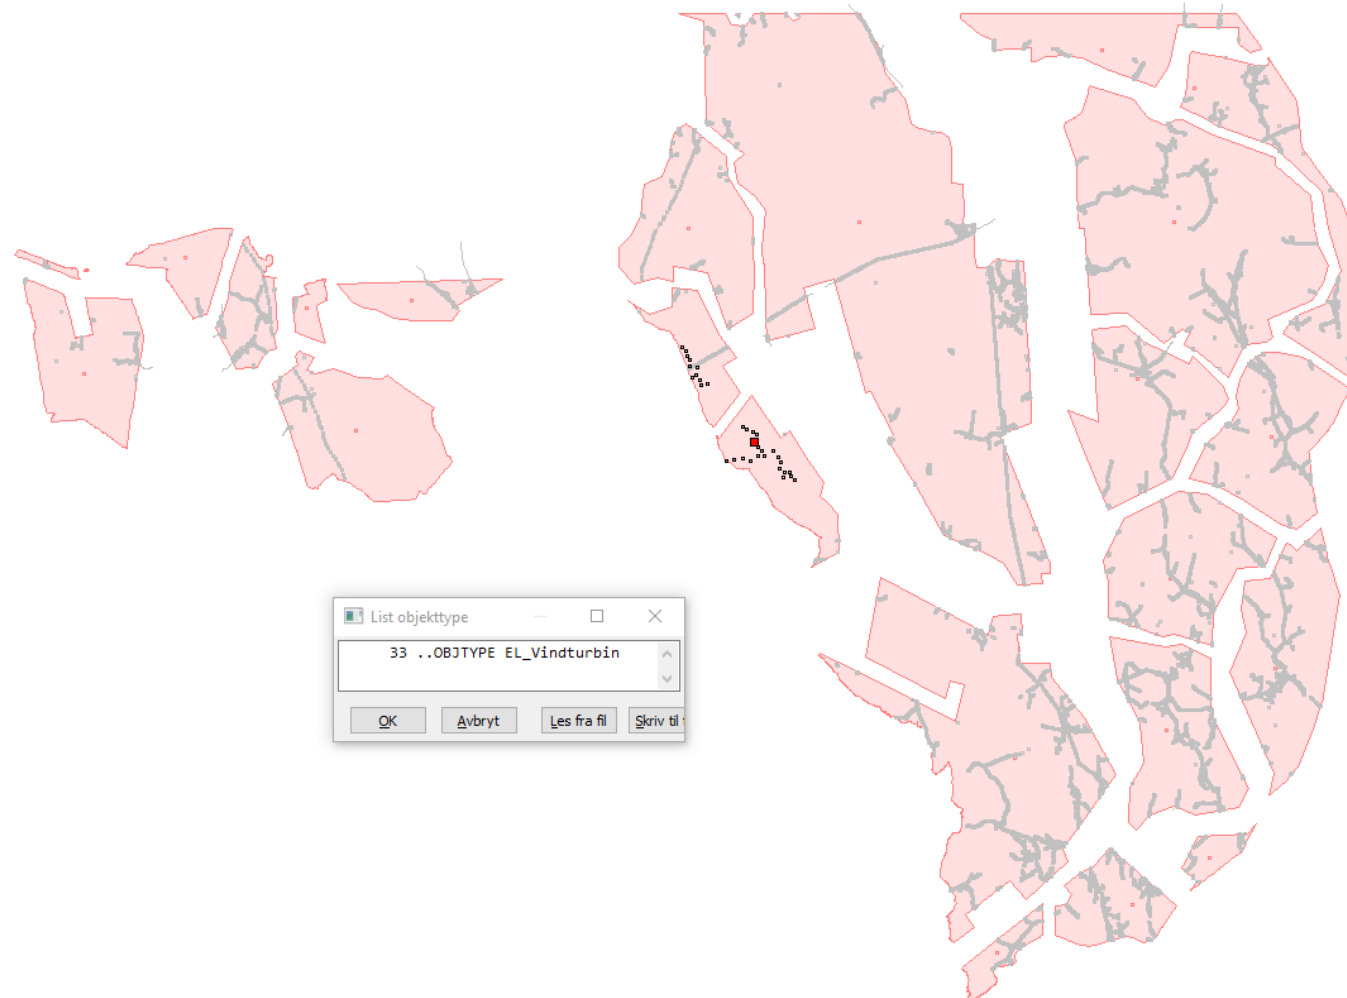 List objekttype
33 ..OBJTYPE EL_Vindturbin
OK
Avbryt
Les fra fil
Skriv til